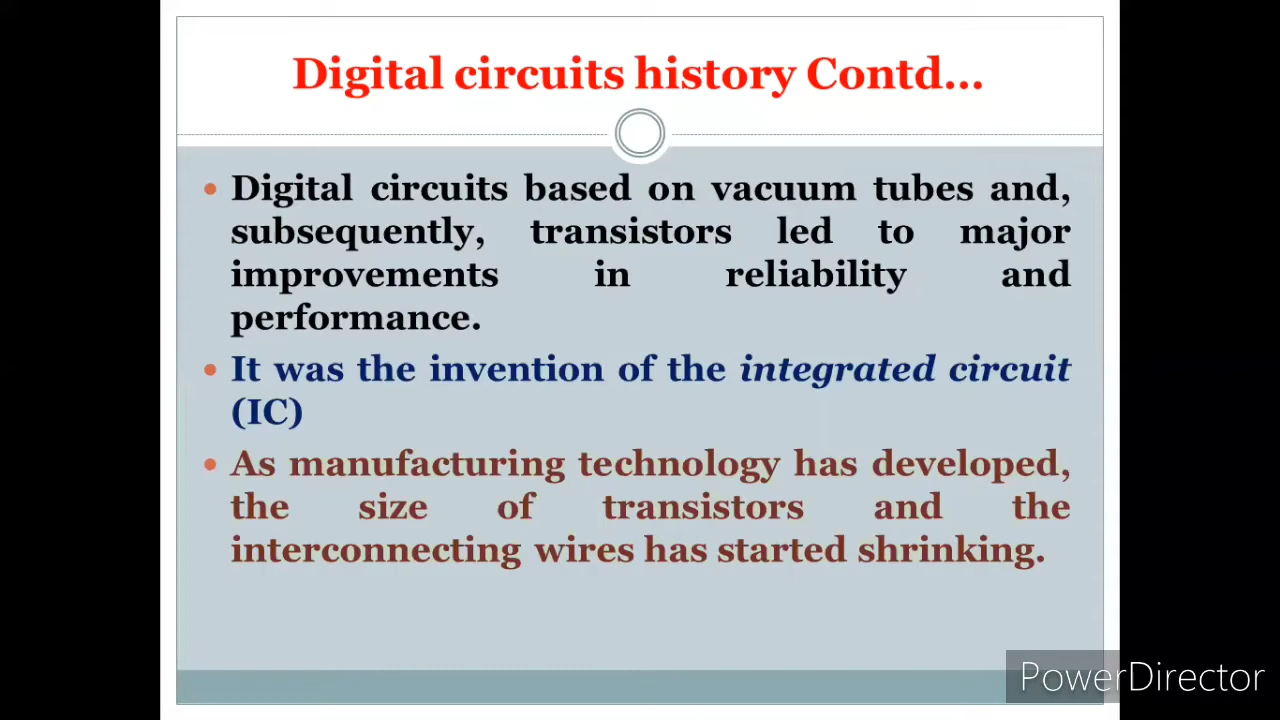 Digital circuits history Contd...
Digital circuits based on vacuum tubes and,
subsequently, transistors led to major
improvements in reliability and
performance.
It was the invention of the integrated circuit
(IC)
As manufacturing technology has developed,
the size of transistors and the
interconnecting wires has started shrinking.
PowerDirector